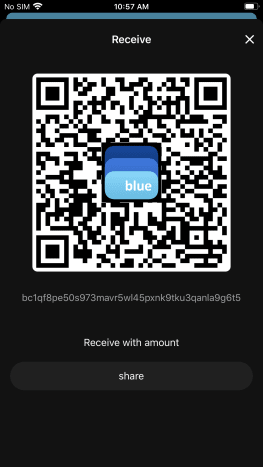 No SIM 10:57 AM
Receive
blue
bc1qf8pe50s973mavr5wl45pxnk9tku3qanla9g6t5
Receive with amount
share